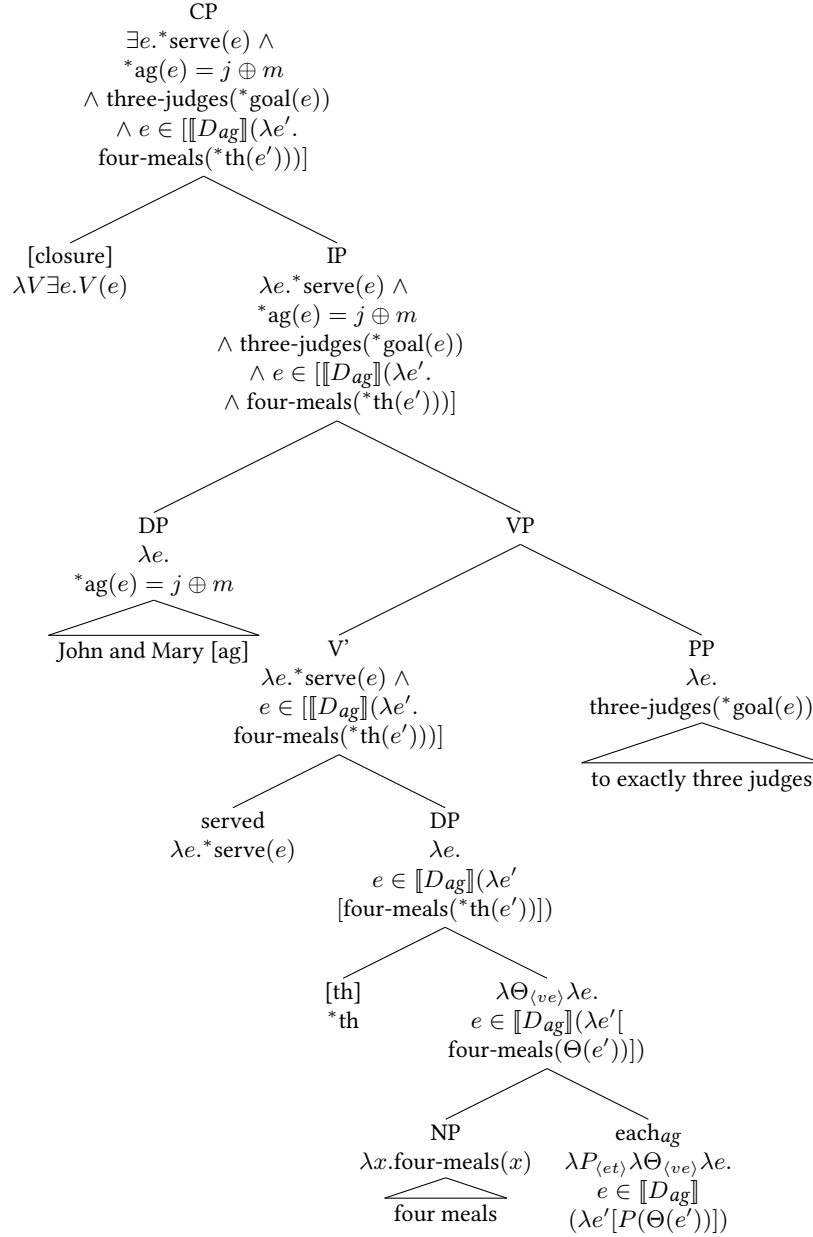 CP
∃e.*serve(e) ∧
*ag(e) = j ⊕ m
∧ three-judges(*goal(e))
∧ e ∈ [⟦D_ag⟧(λe′.
four-meals(*th(e′)))]
[closure]
λV∃e.V(e)
IP
λe.*serve(e) ∧
*ag(e) = j ⊕ m
∧ three-judges(*goal(e))
∧ e ∈ [⟦D_ag⟧(λe′.
∧ four-meals(*th(e′)))]
DP
λe.
*ag(e) = j ⊕ m
John and Mary [ag]
VP
V'
λe.*serve(e) ∧
e ∈ [⟦D_ag⟧(λe′.
four-meals(*th(e′)))]
PP
λe.
three-judges(*goal(e))
to exactly three judges
served
λe.*serve(e)
DP
λe.
e ∈ ⟦D_ag⟧(λe′
[four-meals(*th(e′))])
[th]
*th
λΘ⟨ve⟩λe.
e ∈ ⟦D_ag⟧(λe′[
four-meals(Θ(e′))])
NP
λx.four-meals(x)
four meals
each_ag
λP⟨et⟩λΘ⟨ve⟩λe.
e ∈ ⟦D_ag⟧
(λe′[P(Θ(e′))])